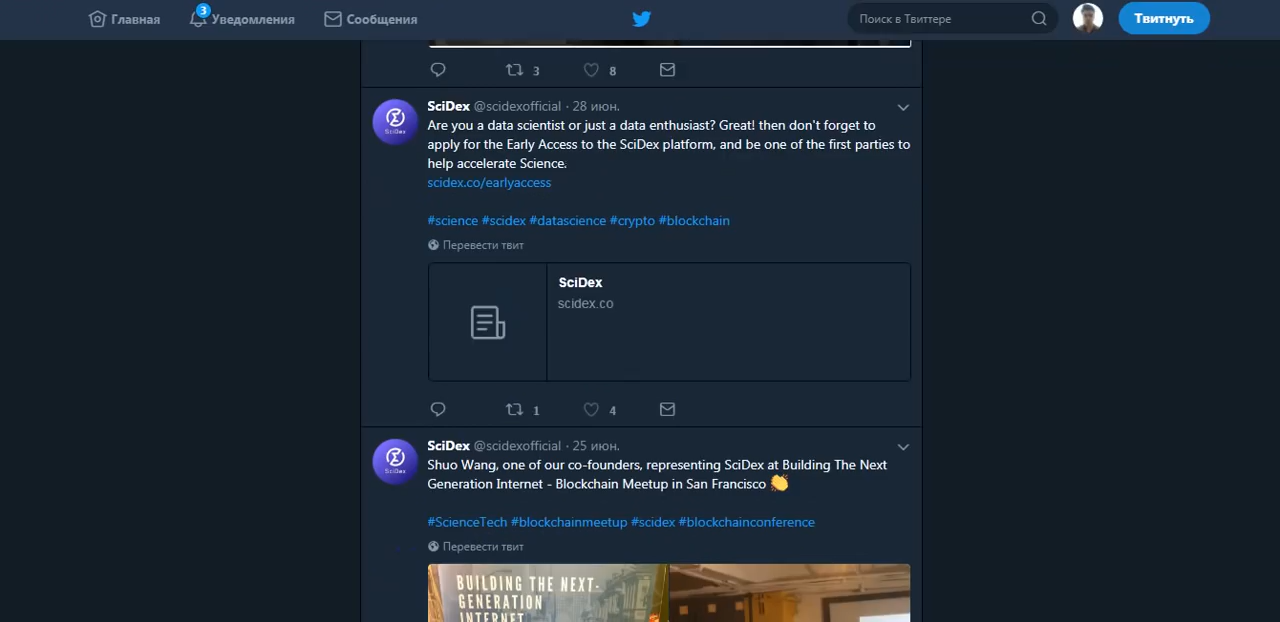 Главная
3
Уведомления
Сообщения
Поиск в Твиттере
Твитнуть
3
8
SciDex @scidexofficial · 28 июн.
Are you a data scientist or just a data enthusiast? Great! then don't forget to
apply for the Early Access to the SciDex platform, and be one of the first parties to
help accelerate Science.
scidex.co/earlyaccess
#science #scidex #datascience #crypto #blockchain
Перевести твит
SciDex
SciDex
scidex.co
1
4
SciDex @scidexofficial · 25 июн.
Shuo Wang, one of our co-founders, representing SciDex at Building The Next
Generation Internet - Blockchain Meetup in San Francisco 👏
#ScienceTech #blockchainmeetup #scidex #blockchainconference
SciDex
Перевести твит
BUILDING THE NEXT-
GENERATION
INTERNET